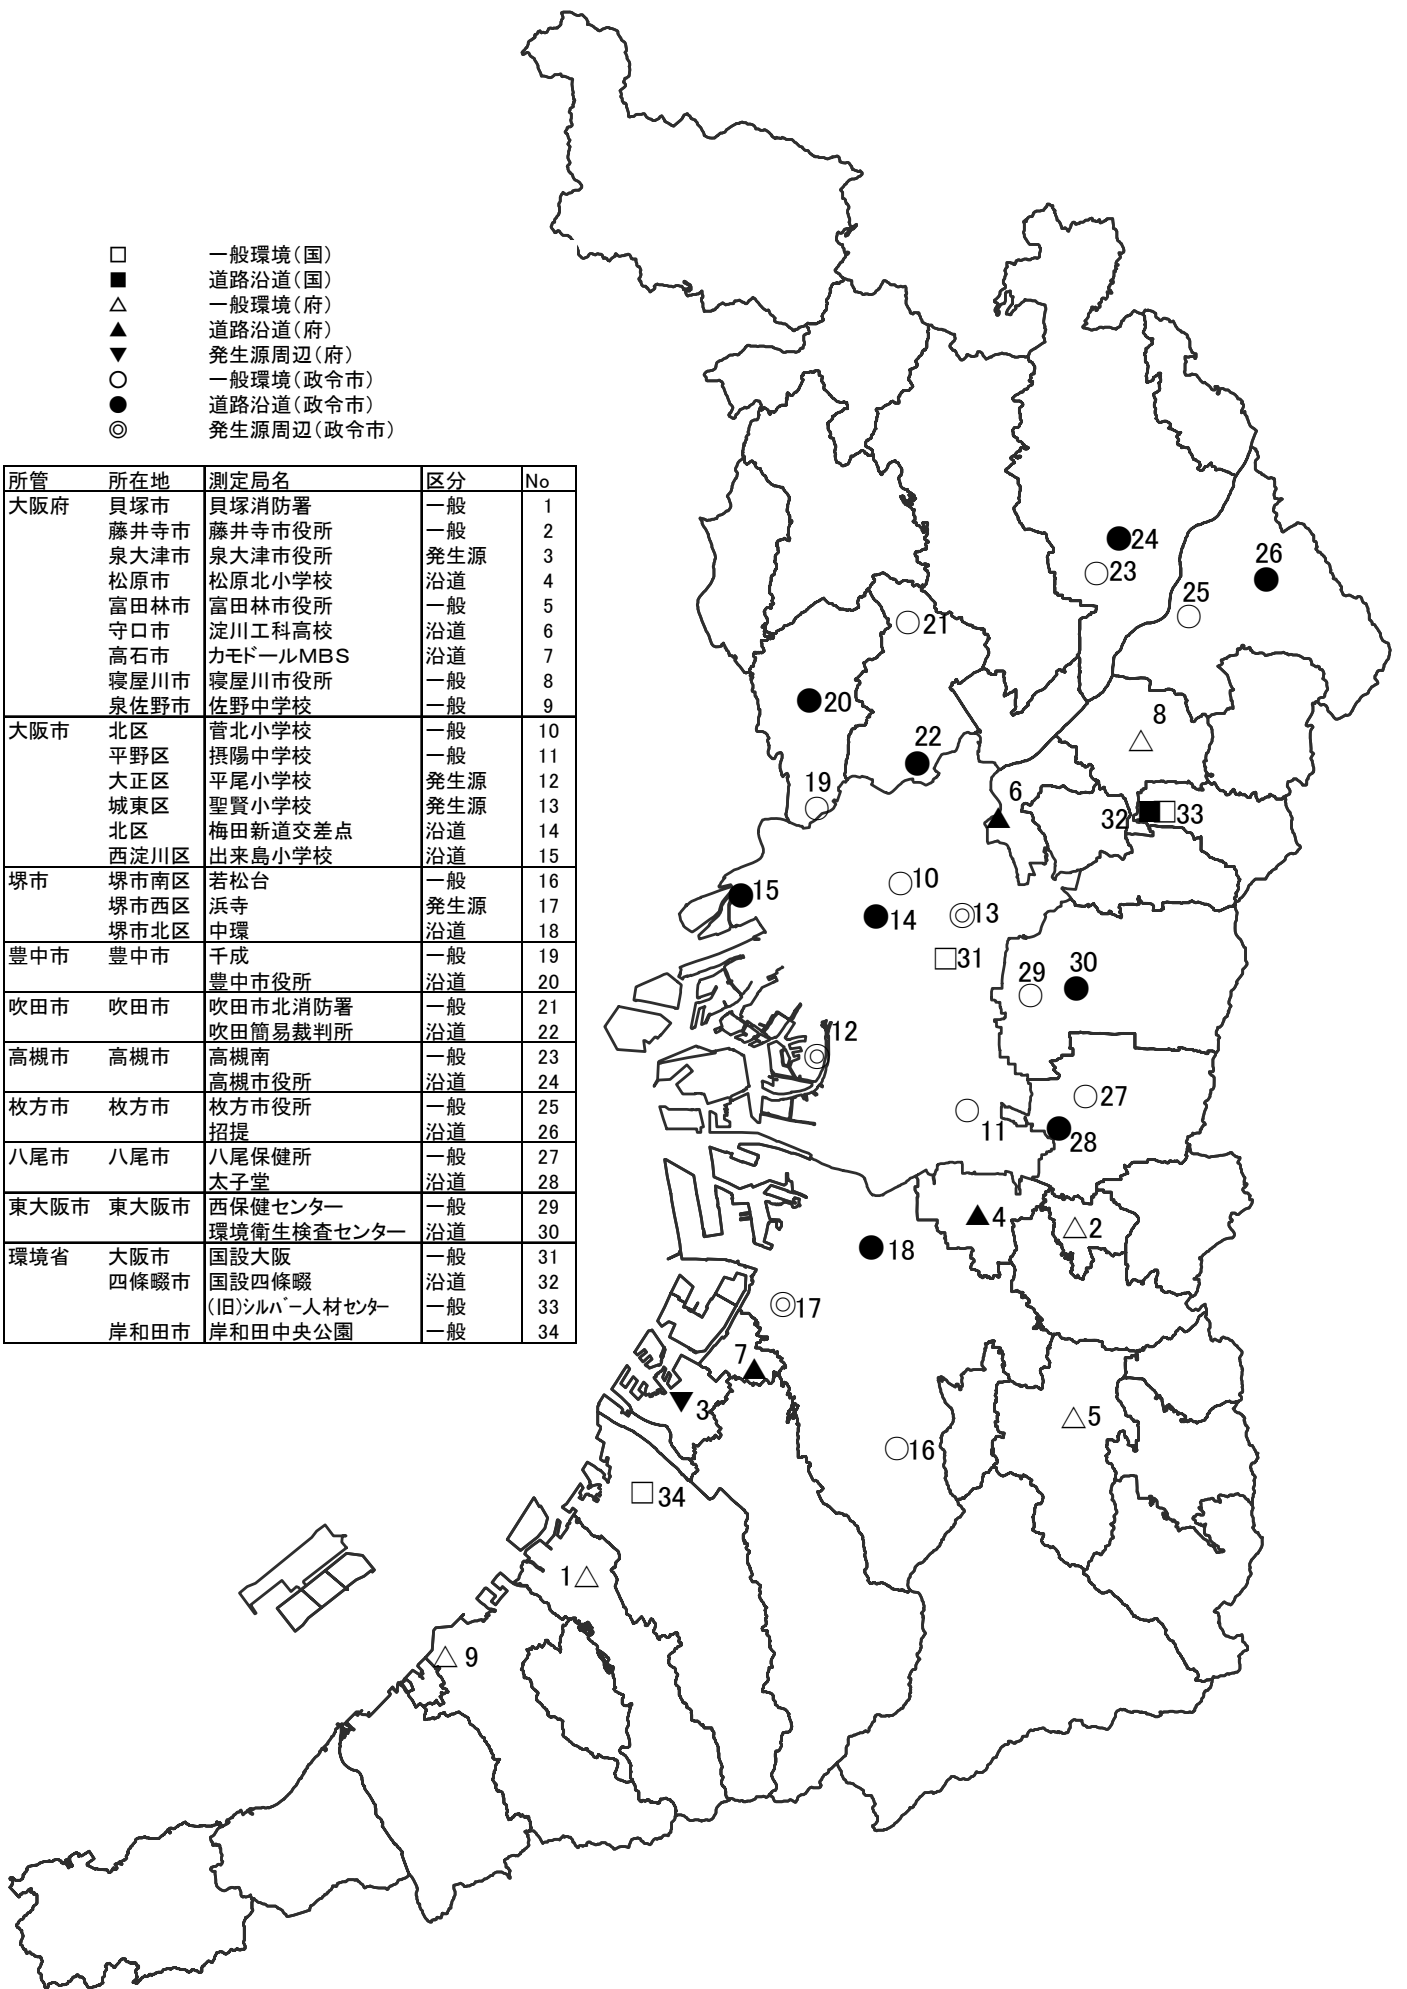 □ 一般環境(国)
■ 道路沿道(国)
△ 一般環境(府)
▲ 道路沿道(府)
▼ 発生源周辺(府)
○ 一般環境(政令市)
● 道路沿道(政令市)
◎ 発生源周辺(政令市)
所管 所在地 測定局名 区分 No
大阪府 貝塚市 貝塚消防署 一般 1
藤井寺市 藤井寺市役所 一般 2
泉大津市 泉大津市役所 発生源 3
松原市 松原北小学校 沿道 4
富田林市 富田林市役所 一般 5
守口市 淀川工科高校 沿道 6
高石市 カモドールMBS 沿道 7
寝屋川市 寝屋川市役所 一般 8
泉佐野市 佐野中学校 一般 9
大阪市 北区 菅北小学校 一般 10
平野区 摂陽中学校 一般 11
大正区 平尾小学校 発生源 12
城東区 聖賢小学校 発生源 13
北区 梅田新道交差点 沿道 14
西淀川区 出来島小学校 沿道 15
堺市 堺市南区 若松台 一般 16
堺市西区 浜寺 発生源 17
堺市北区 中環 沿道 18
豊中市 豊中市 千成 一般 19
豊中市役所 沿道 20
吹田市 吹田市 吹田市北消防署 一般 21
吹田簡易裁判所 沿道 22
高槻市 高槻市 高槻南 一般 23
高槻市役所 沿道 24
枚方市 枚方市 枚方市役所 一般 25
招提 沿道 26
八尾市 八尾市 八尾保健所 一般 27
太子堂 沿道 28
東大阪市 東大阪市 西保健センター 一般 29
環境衛生検査センター 沿道 30
環境省 大阪市 国設大阪 一般 31
四條畷市 国設四條畷 沿道 32
(旧)ｼﾙﾊﾞｰ人材ｾﾝﾀｰ 一般 33
岸和田市 岸和田中央公園 一般 34
24
23
26
25
21
20
22
8
19
6
32
33
10
15
14
13
31
29
30
12
27
11
28
4
2
18
17
7
3
5
16
34
1
9